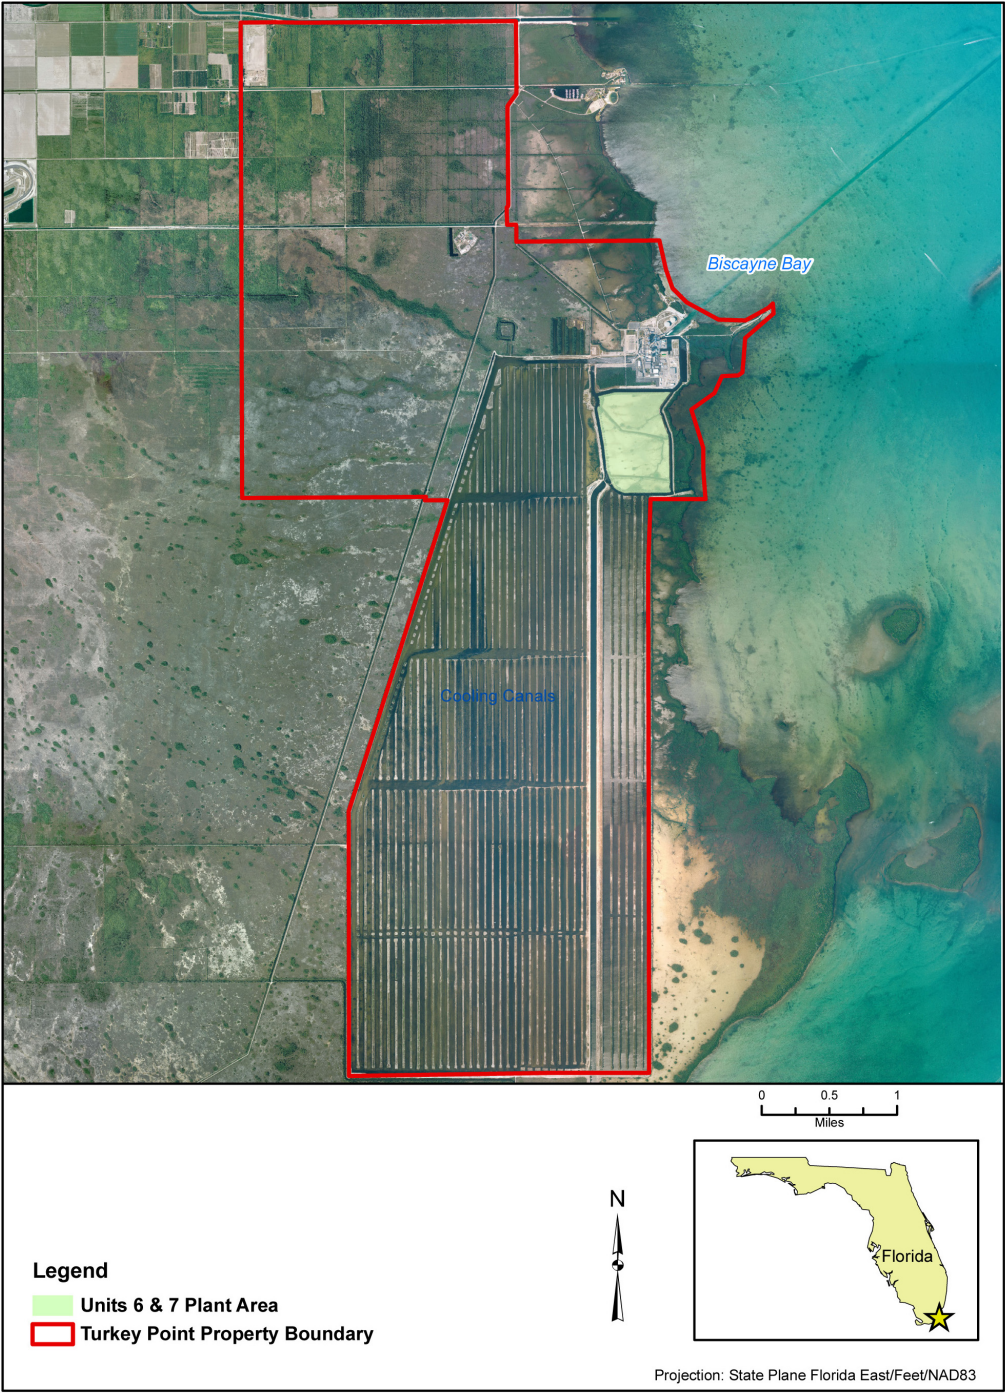 Biscayne Bay
Cooling Canals
0 0.5 1
Miles
N
Florida
Legend
Units 6 & 7 Plant Area
Turkey Point Property Boundary
Projection: State Plane Florida East/Feet/NAD83